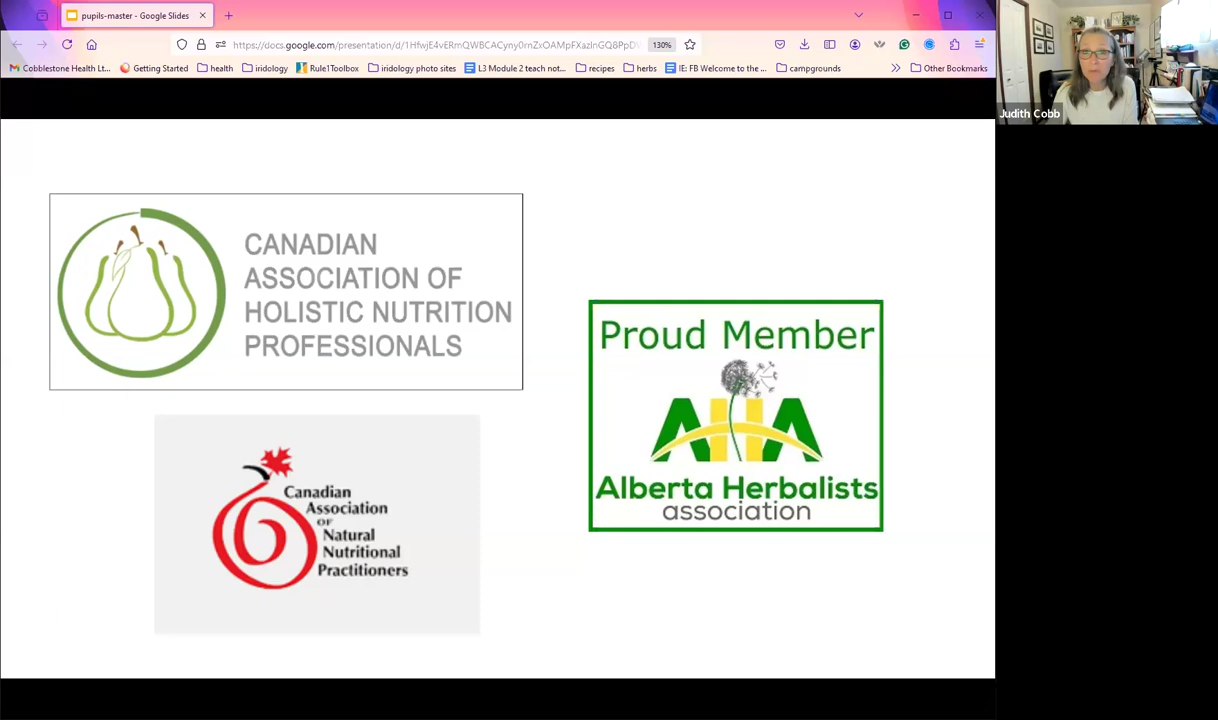 pupils-master - Google Slides
https://docs.google.com/presentation/d/1HfwjE4vERmQWBCACyny0rnZxOAMpFXazlnGQ8PpDV
130%
Cobblestone Health Lt...
Getting Started
health
iridology
Rule1Toolbox
iridology photo sites
L3 Module 2 teach not...
recipes
herbs
IE: FB Welcome to the ...
campgrounds
Other Bookmarks
Judith Cobb
CANADIAN
ASSOCIATION OF
HOLISTIC NUTRITION
PROFESSIONALS
Proud Member
AHA
Alberta Herbalists
association
Canadian
Association
OF
Natural
Nutritional
Practitioners